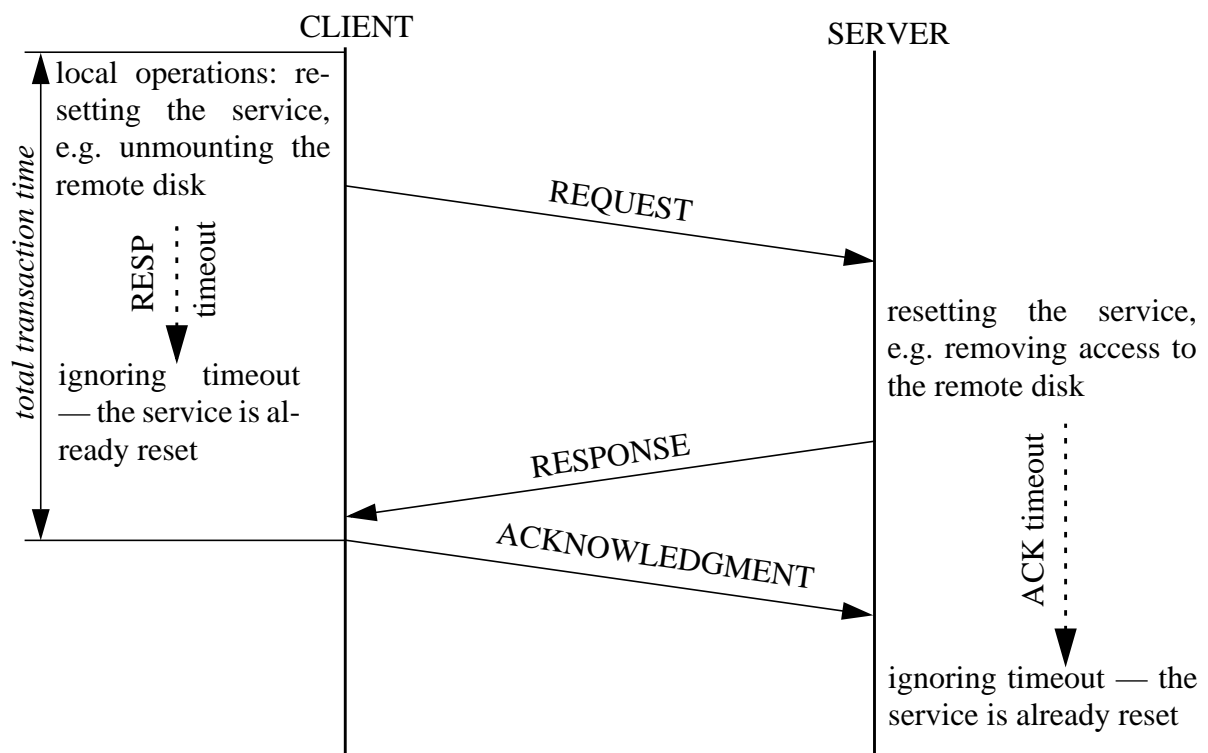 CLIENT
SERVER
local operations: re-
setting the service,
e.g. unmounting the
remote disk
total transaction time
REQUEST
RESP
timeout
resetting the service,
e.g. removing access to
the remote disk
ignoring timeout
— the service is al-
ready reset
RESPONSE
ACK timeout
ACKNOWLEDGMENT
ignoring timeout — the
service is already reset